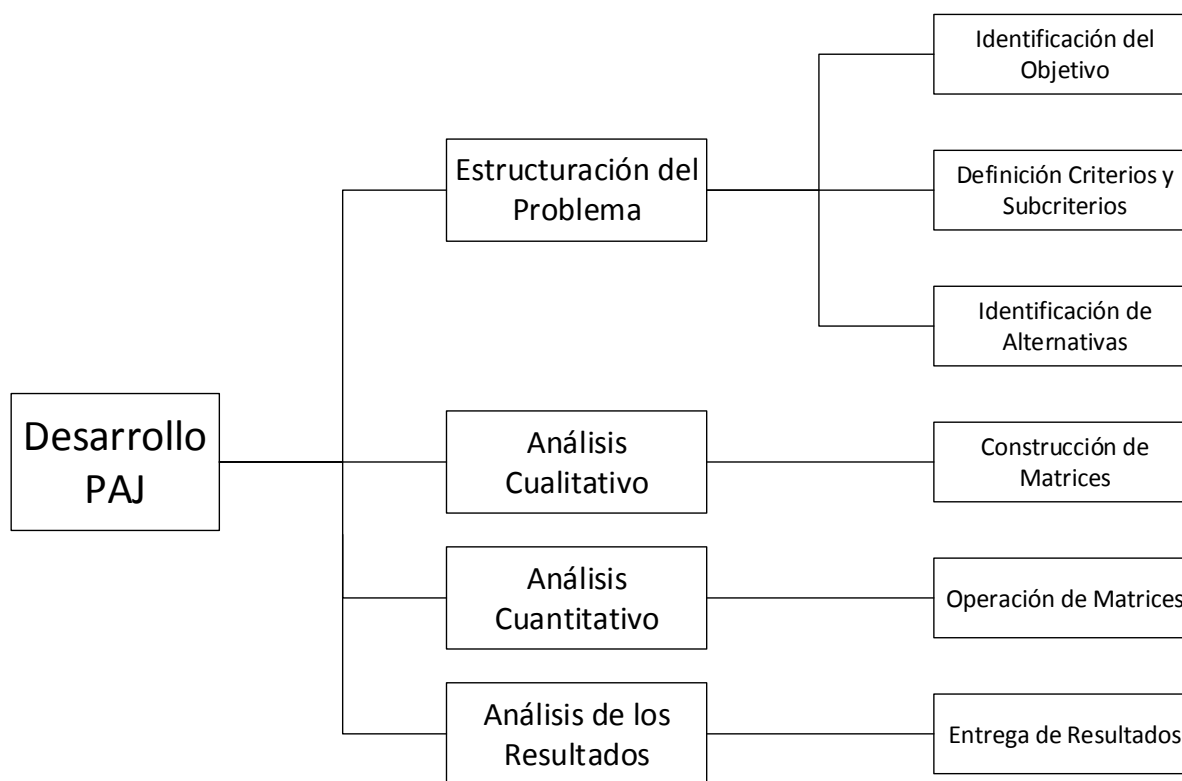 Desarrollo
PAJ
Estructuración del
Problema
Identificación del
Objetivo
Definición Criterios y
Subcriterios
Identificación de
Alternativas
Análisis
Cualitativo
Construcción de
Matrices
Análisis
Cuantitativo
Operación de Matrices
Análisis de los
Resultados
Entrega de Resultados